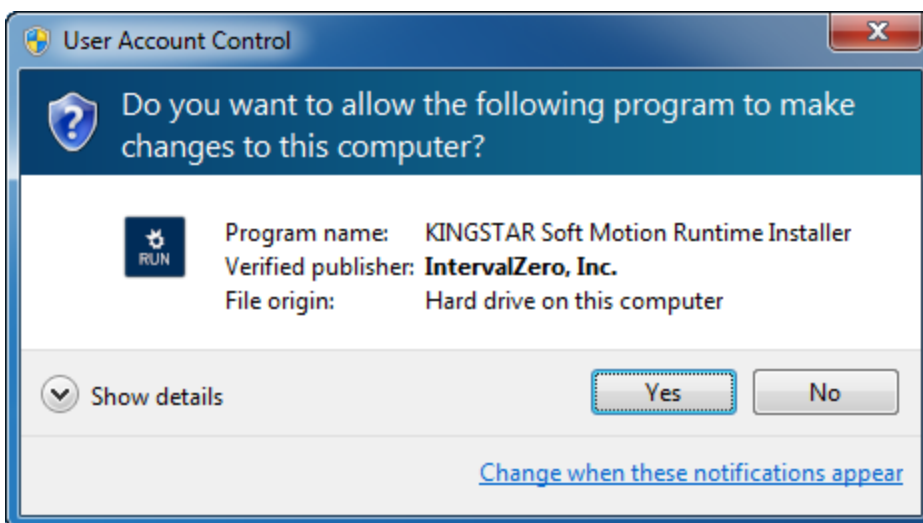 User Account Control
Do you want to allow the following program to make
changes to this computer?
RUN
Program name: KINGSTAR Soft Motion Runtime Installer
Verified publisher: IntervalZero, Inc.
File origin: Hard drive on this computer
Show details
Yes
No
Change when these notifications appear